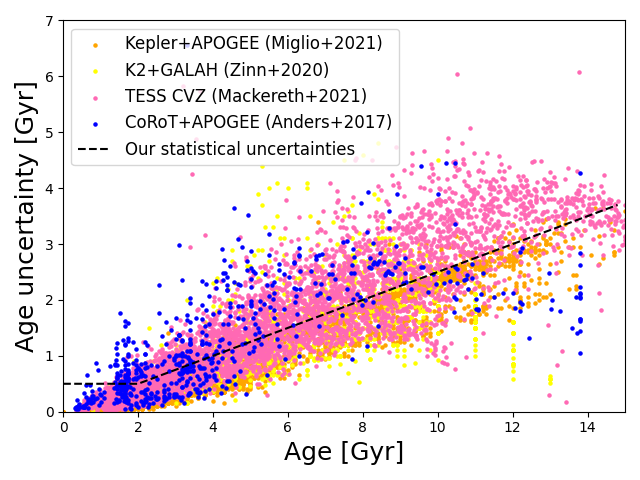 7
6
5
4
3
2
1
0
Age uncertainty [Gyr]
Kepler+APOGEE (Miglio+2021)
K2+GALAH (Zinn+2020)
TESS CVZ (Mackereth+2021)
CoRoT+APOGEE (Anders+2017)
Our statistical uncertainties
0 2 4 6 8 10 12 14
Age [Gyr]